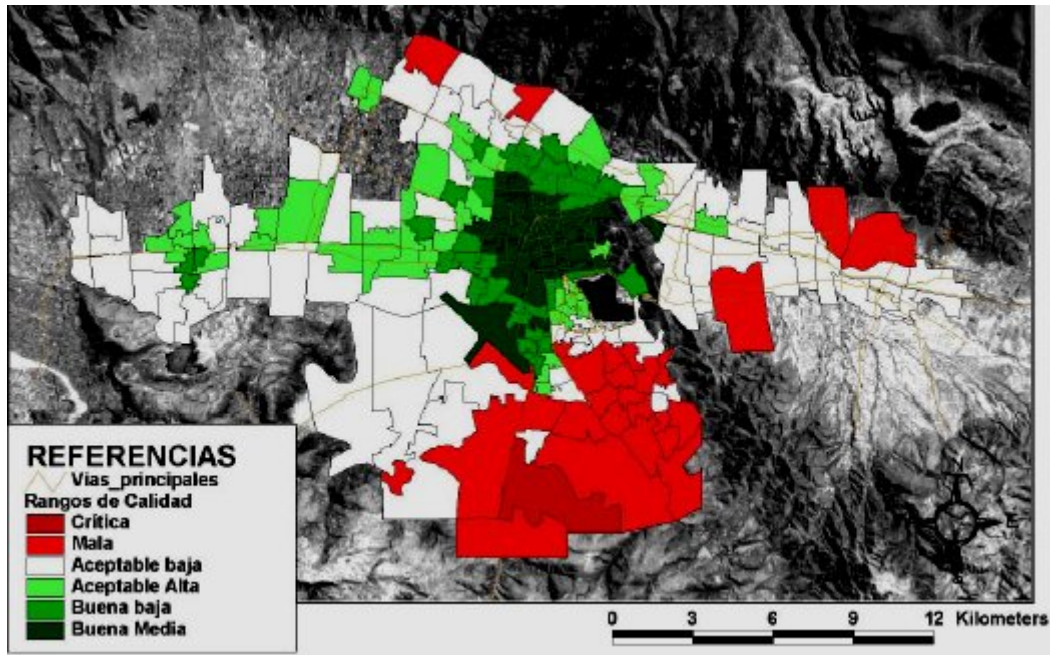 REFERENCIAS
Vias_principales
Rangos de Calidad
Crítica
Mala
Aceptable baja
Aceptable Alta
Buena baja
Buena Media
N
E
S
0 3 6 9 12 Kilometers